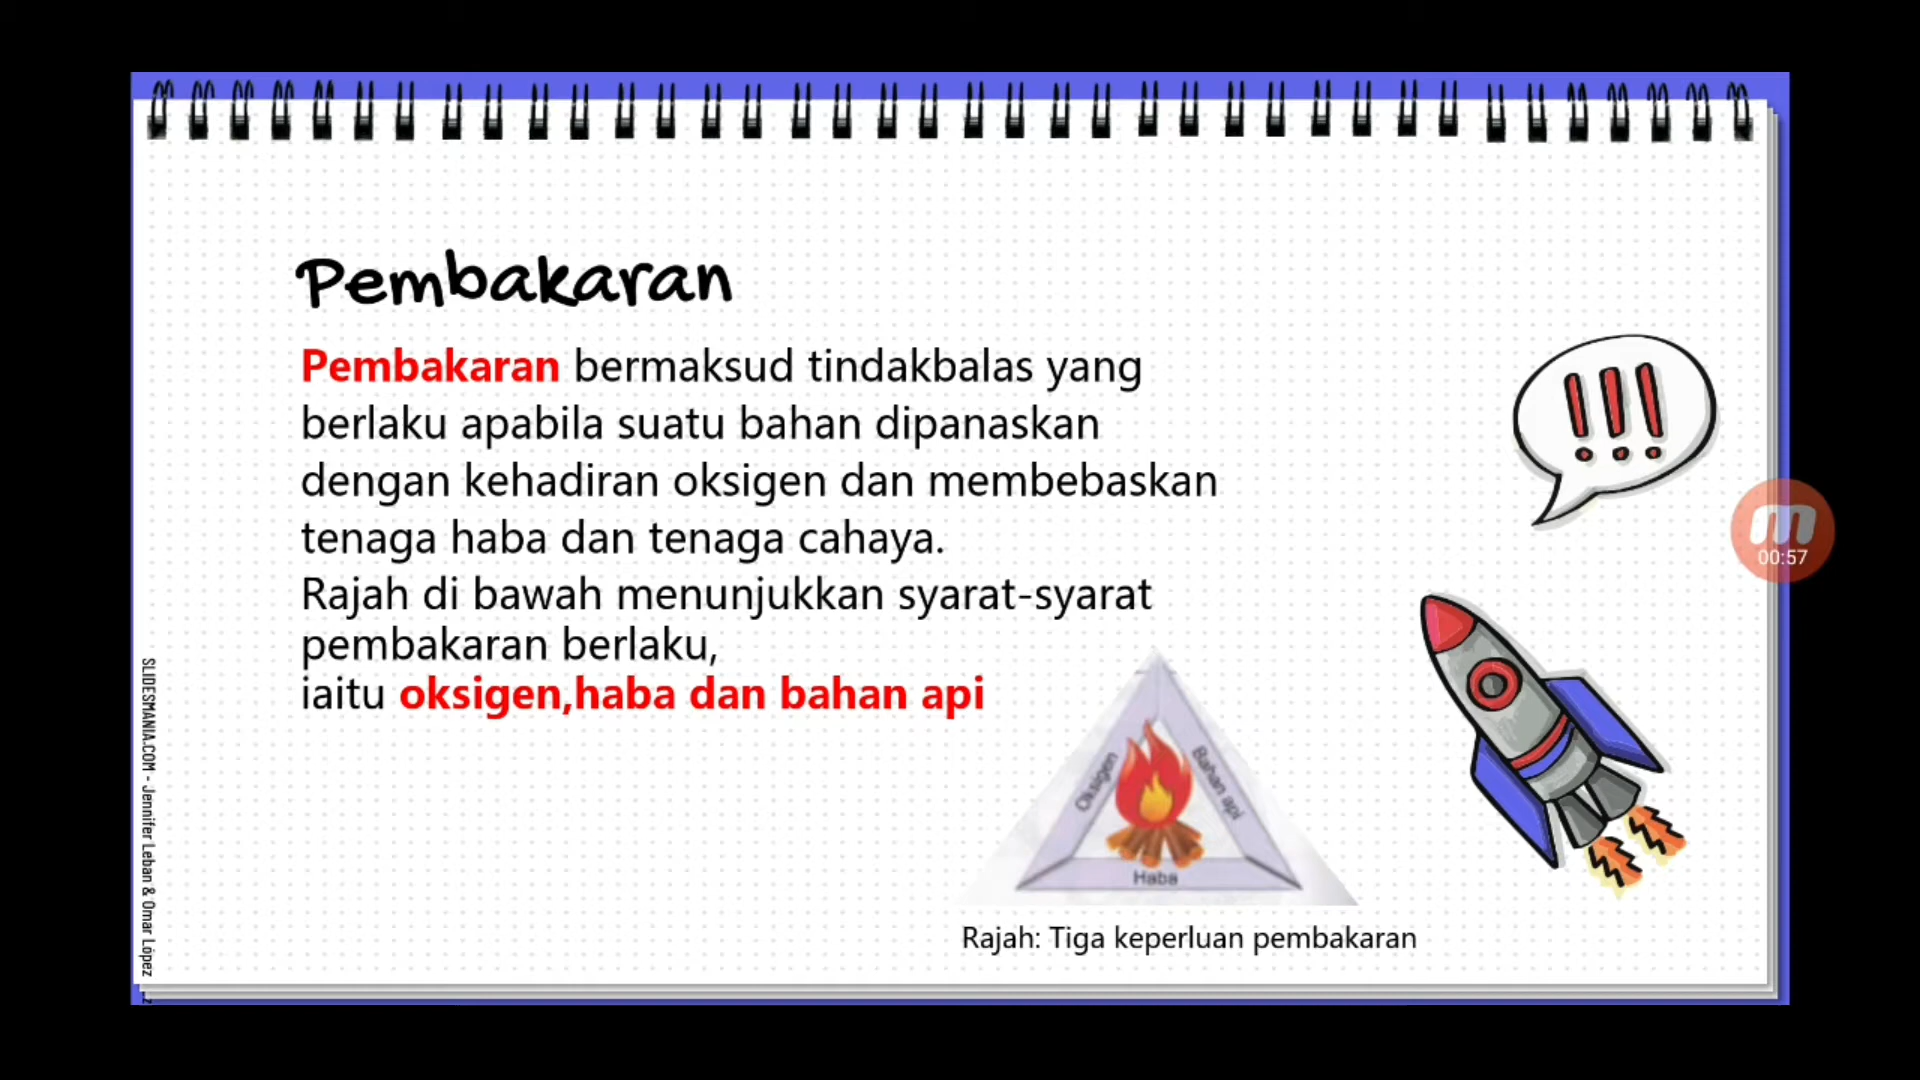 Pembakaran
Pembakaran bermaksud tindakbalas yang
berlaku apabila suatu bahan dipanaskan
dengan kehadiran oksigen dan membebaskan
tenaga haba dan tenaga cahaya.
Rajah di bawah menunjukkan syarat-syarat
pembakaran berlaku,
iaitu oksigen,haba dan bahan api
Oksigen
Bahan api
Haba
Rajah: Tiga keperluan pembakaran
!!!
00:57
SLIDESMANIA.COM - Jennifer Leban & Omar López